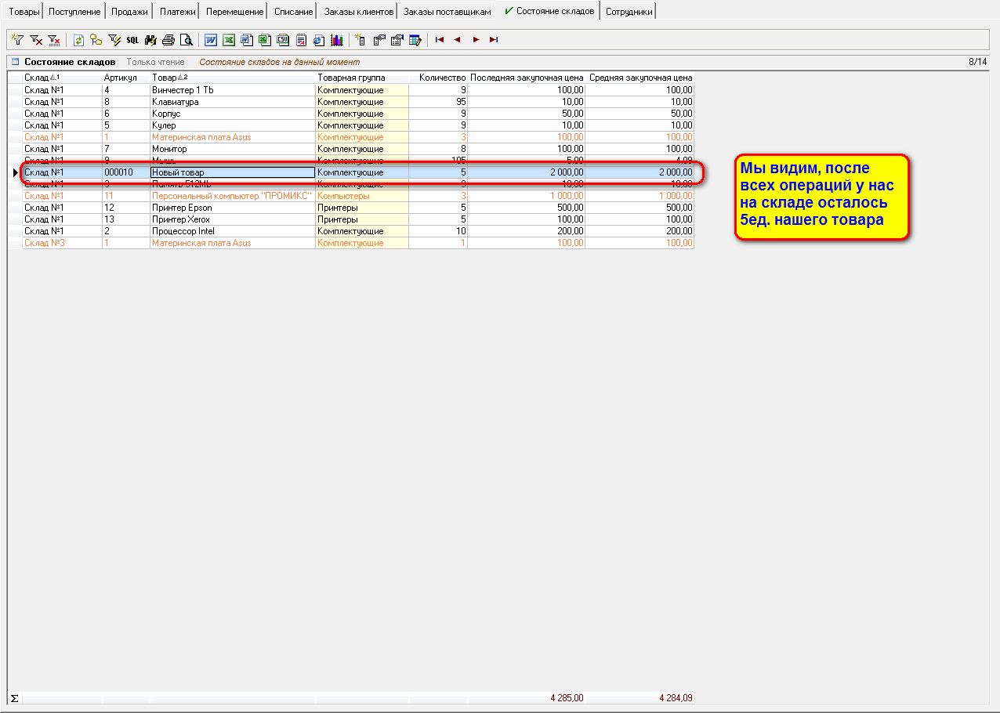 Товары Поступление Продажи Платежи Перемещение Списание Заказы клиентов Заказы поставщикам Состояние складов Сотрудники
SQL
Состояние складов Только чтение Состояние складов на данный момент 8/14
Склад 1 Артикул Товар 2 Товарная группа Количество Последняя закупочная цена Средняя закупочная цена
Склад №1 4 Винчестер 1 Tb Комплектующие 9 100,00 100,00
Склад №1 8 Клавиатура Комплектующие 95 10,00 10,00
Склад №1 6 Корпус Комплектующие 9 50,00 50,00
Склад №1 5 Кулер Комплектующие 9 10,00 10,00
Склад №1 1 Материнская плата Asus Комплектующие 3 100,00 100,00
Склад №1 7 Монитор Комплектующие 8 100,00 100,00
Склад №1 9 Мышь Комплектующие 105 5,00 4,09
Склад №1 000010 Новый товар Комплектующие 5 2 000,00 2 000,00
Склад №1 3 Память 512Mb Комплектующие 9 10,00 10,00
Склад №1 11 Персональный компьютер "ПРОМИКС" Компьютеры 3 1 000,00 1 000,00
Склад №1 12 Принтер Epson Принтеры 5 500,00 500,00
Склад №1 13 Принтер Xerox Принтеры 5 100,00 100,00
Склад №1 2 Процессор Intel Комплектующие 10 200,00 200,00
Склад №3 1 Материнская плата Asus Комплектующие 1 100,00 100,00
Мы видим, после
всех операций у нас
на складе осталось
5ед. нашего товара
Σ 4 285,00 4 284,09